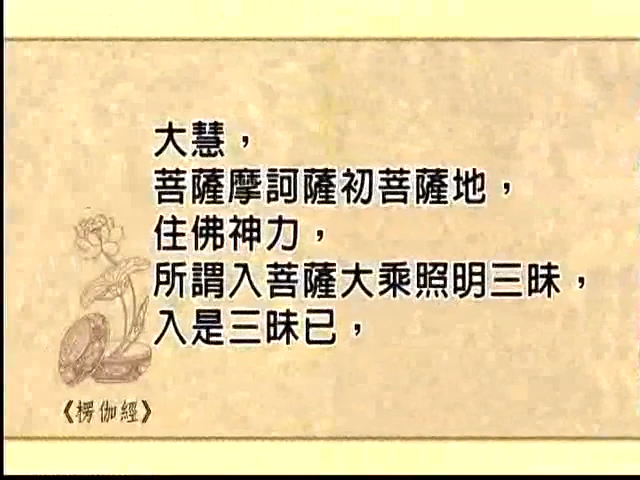 大慧，
菩薩摩訶薩初菩薩地，
住佛神力，
所謂入菩薩大乘照明三昧，
入是三昧已，
《楞伽經》